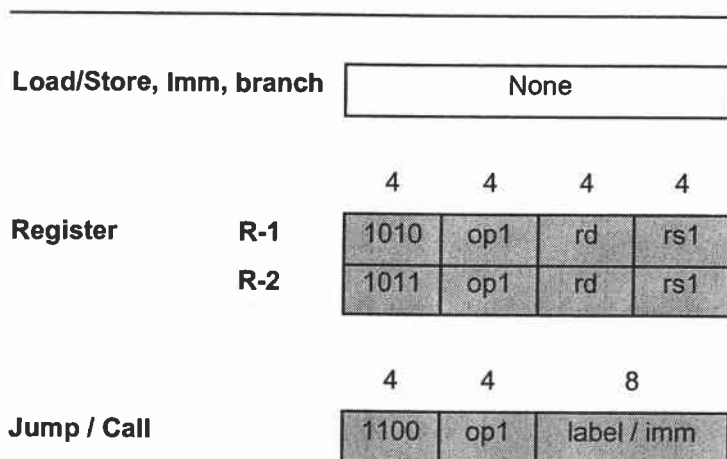 Load/Store, Imm, branch None
4 4 4 4
Register R-1 1010 op1 rd rs1
R-2 1011 op1 rd rs1
4 4 8
Jump / Call 1100 op1 label / imm